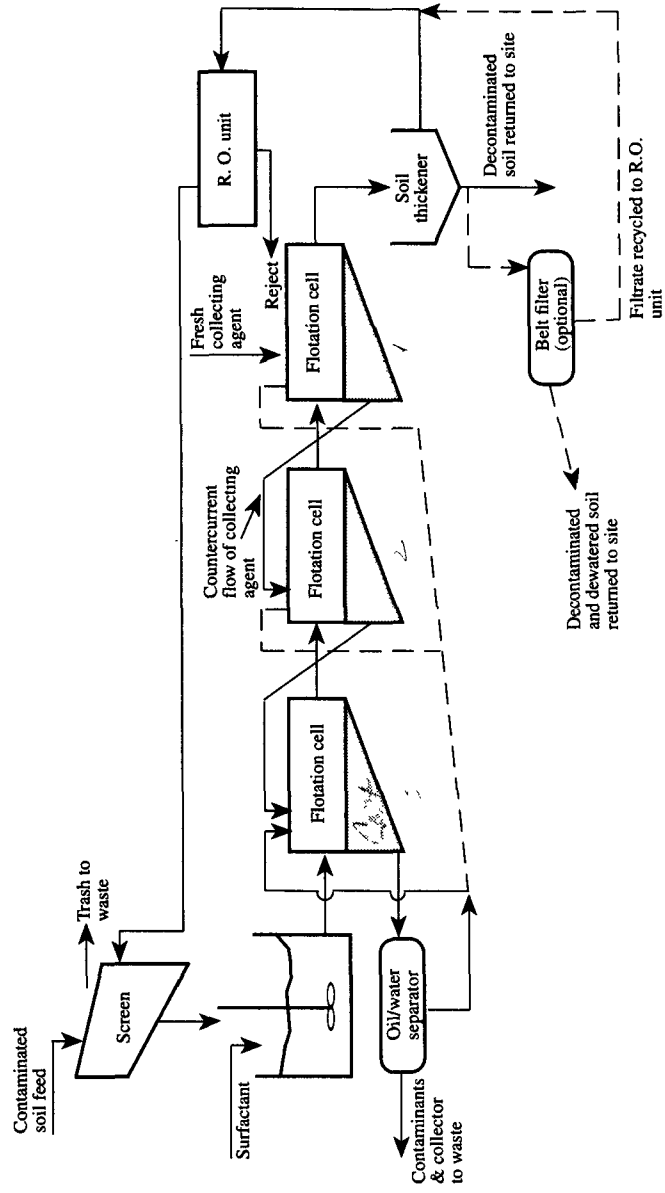 Contaminated
soil feed
Trash to
waste
Screen
Surfactant
Contaminants
& collector
to waste
Oil/water
separator
Flotation cell
Countercurrent
flow of collecting
agent
Flotation cell
2
Fresh
collecting
agent
Flotation cell
1
Reject
R. O. unit
Soil
thickener
Decontaminated
soil returned to site
Belt filter
(optional)
Filtrate recycled to R.O.
unit
Decontaminated
and dewatered soil
returned to site